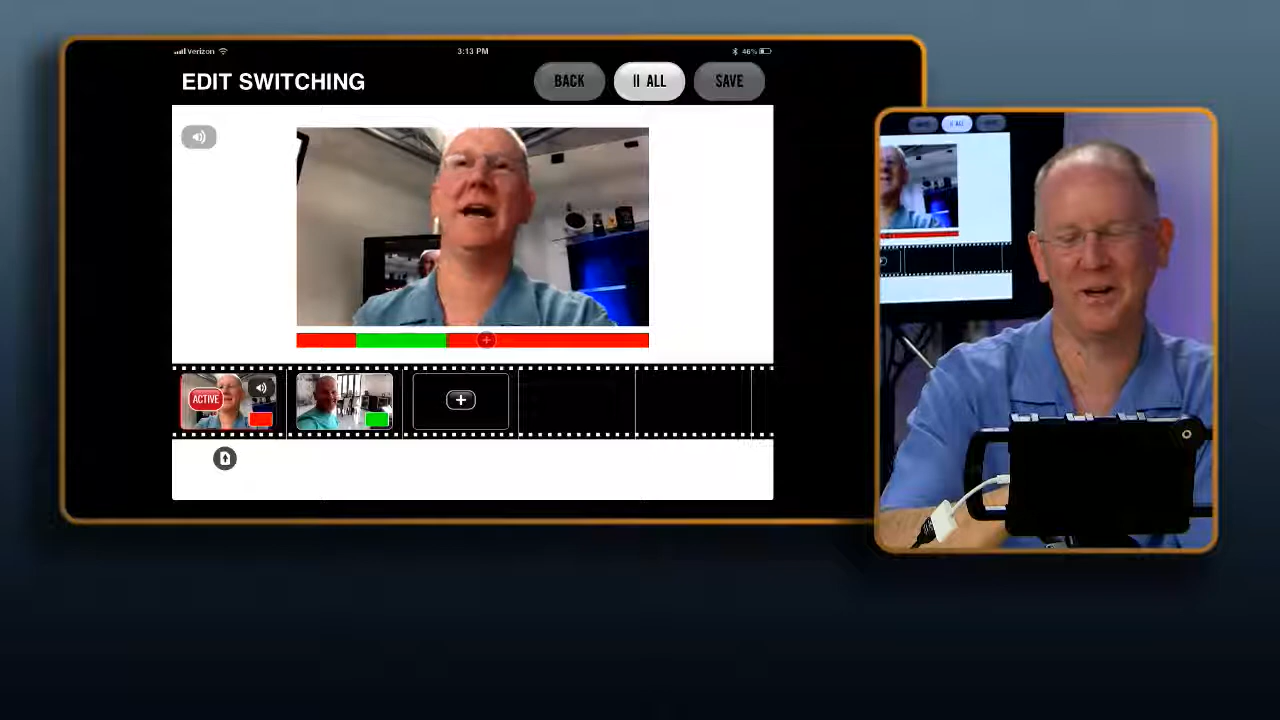 Verizon
3:13 PM
46%
EDIT SWITCHING
BACK
II ALL
SAVE
ACTIVE